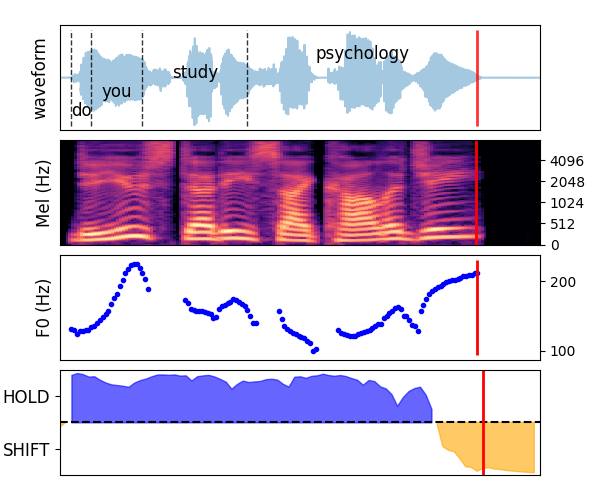 waveform
do
you
study
psychology
Mel (Hz)
4096
2048
1024
512
0
F0 (Hz)
200
100
HOLD
SHIFT